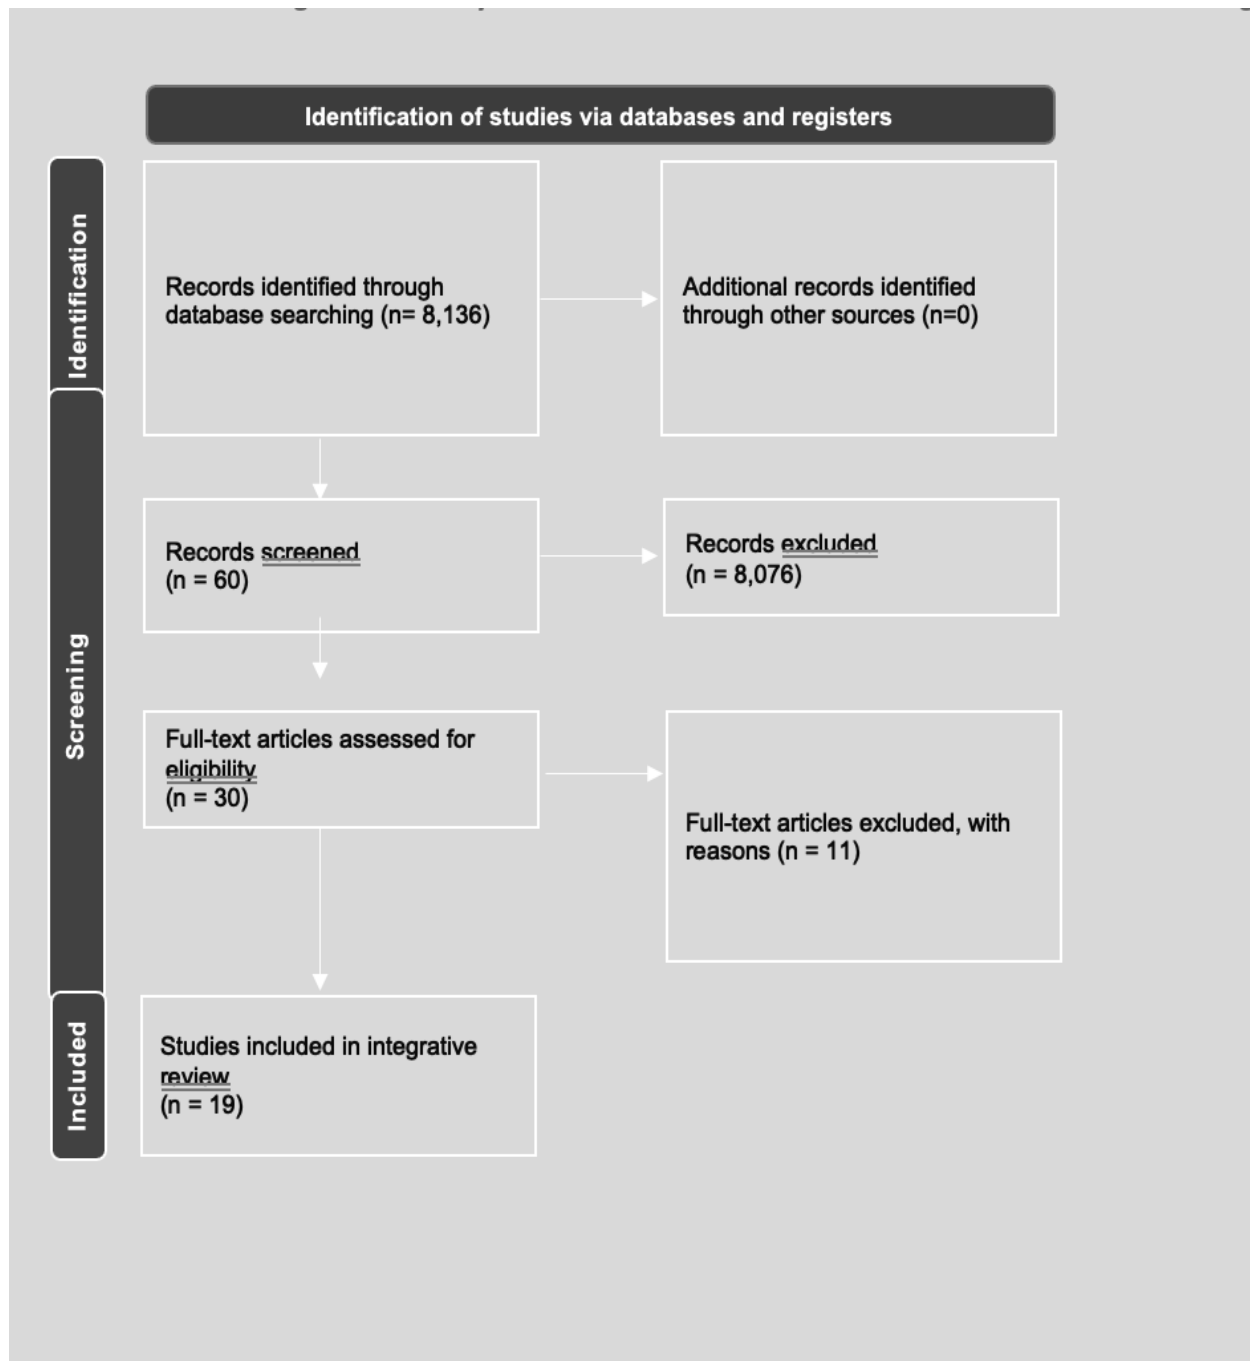 Identification of studies via databases and registers
Identification
Records identified through
database searching (n= 8,136)
Additional records identified
through other sources (n=0)
Screening
Records screened
(n = 60)
Records excluded
(n = 8,076)
Full-text articles assessed for
eligibility
(n = 30)
Full-text articles excluded, with
reasons (n = 11)
Included
Studies included in integrative
review
(n = 19)